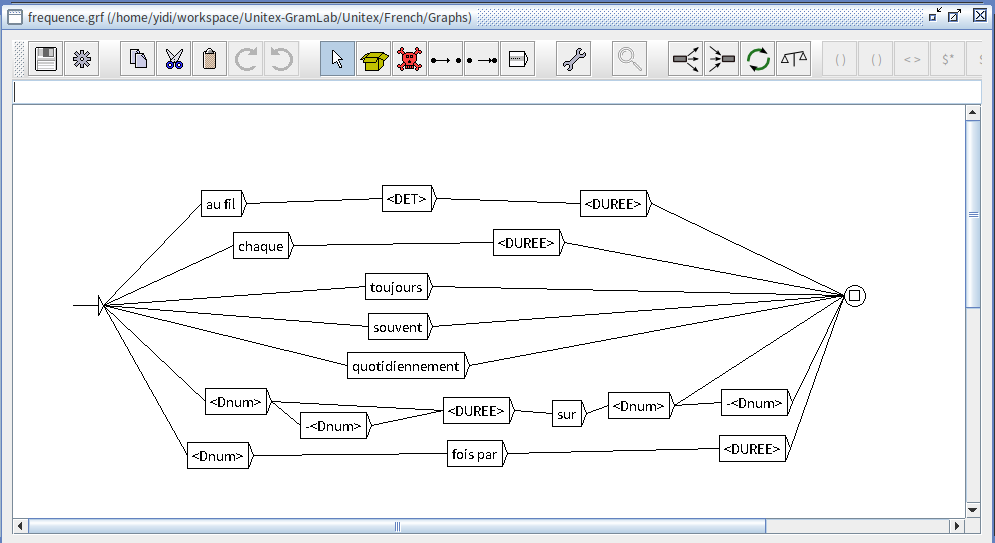 frequence.grf (/home/yidi/workspace/Unitex-GramLab/Unitex/French/Graphs)
() () <> $*
au fil <DET> <DUREE>
chaque <DUREE>
toujours
souvent
quotidiennement
<Dnum> -<Dnum> <DUREE> sur <Dnum> -<Dnum>
<Dnum> fois par <DUREE>